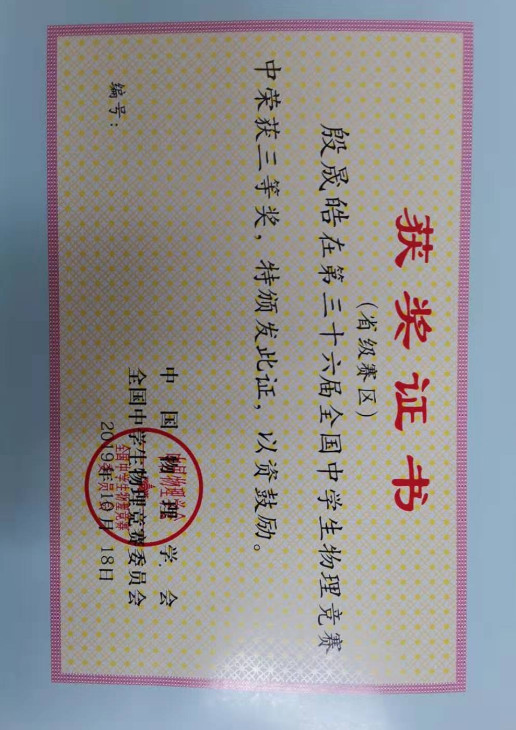 获奖证书
(省级赛区)
殷晟皓在第三十六届全国中学生物理竞赛
中荣获三等奖，特颁发此证，以资鼓励。
中国物理学会
全国中学生物理竞赛委员会
2019年10月18日
编号：